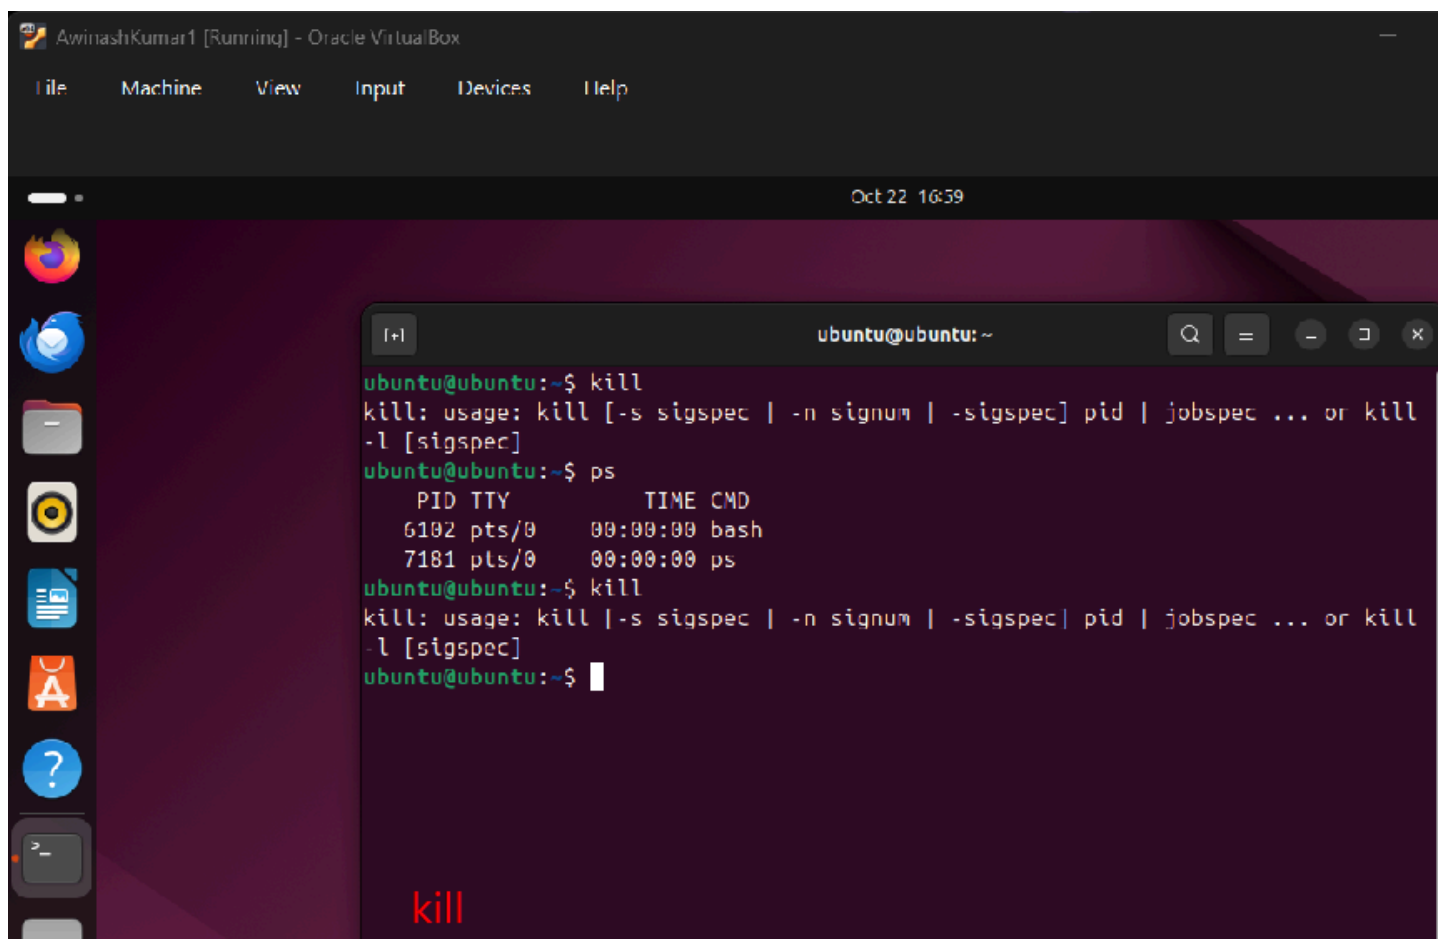 AwinashKumar1 [Running] - Oracle VirtualBox
File Machine View Input Devices Help
Oct 22 16:59
ubuntu@ubuntu: ~
ubuntu@ubuntu:~$ kill
kill: usage: kill [-s sigspec | -n signum | -sigspec] pid | jobspec ... or kill
-l [sigspec]
ubuntu@ubuntu:~$ ps
PID TTY TIME CMD
6102 pts/0 00:00:00 bash
7181 pts/0 00:00:00 ps
ubuntu@ubuntu:~$ kill
kill: usage: kill [-s sigspec | -n signum | -sigspec] pid | jobspec ... or kill
-l [sigspec]
ubuntu@ubuntu:~$
kill